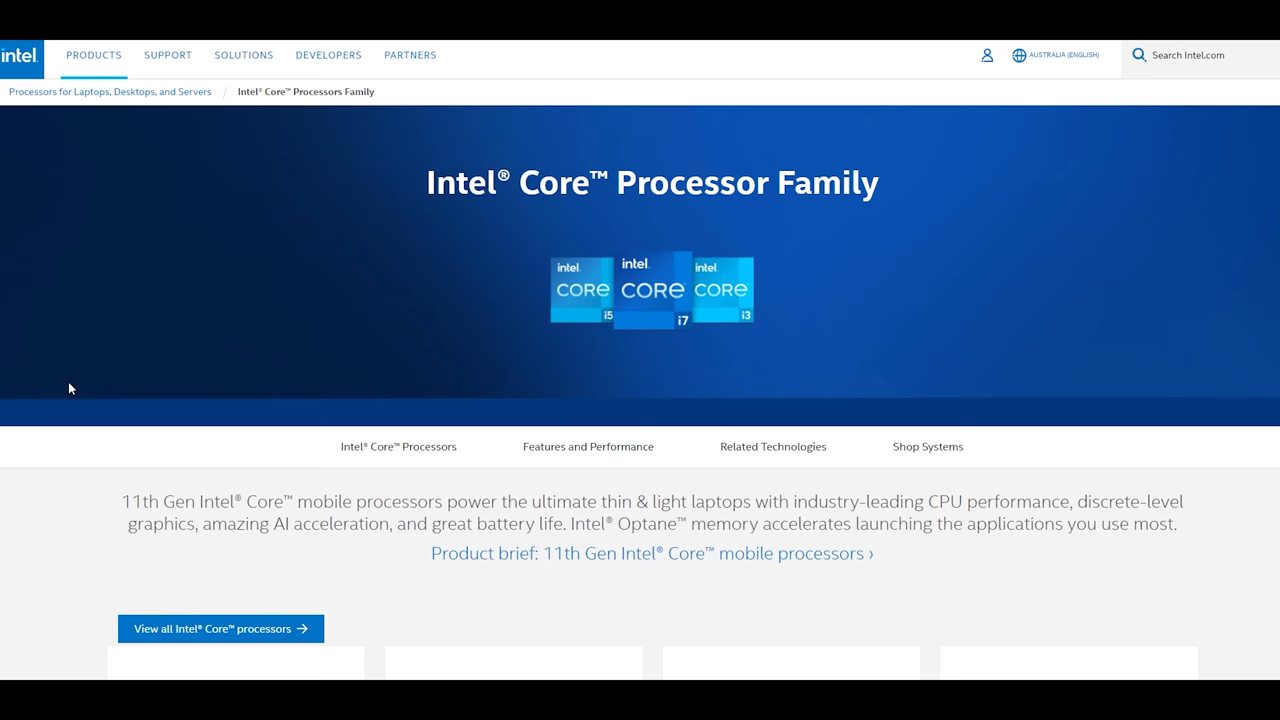 intel.
PRODUCTS
SUPPORT
SOLUTIONS
DEVELOPERS
PARTNERS
AUSTRALIA (ENGLISH)
Search Intel.com
Processors for Laptops, Desktops, and Servers / Intel® Core™ Processors Family
Intel® Core™ Processor Family
intel.
CORE
i5
intel.
CORE
i7
intel.
CORE
i3
Intel® Core™ Processors
Features and Performance
Related Technologies
Shop Systems
11th Gen Intel® Core™ mobile processors power the ultimate thin & light laptops with industry-leading CPU performance, discrete-level
graphics, amazing AI acceleration, and great battery life. Intel® Optane™ memory accelerates launching the applications you use most.
Product brief: 11th Gen Intel® Core™ mobile processors ›
View all Intel® Core™ processors →